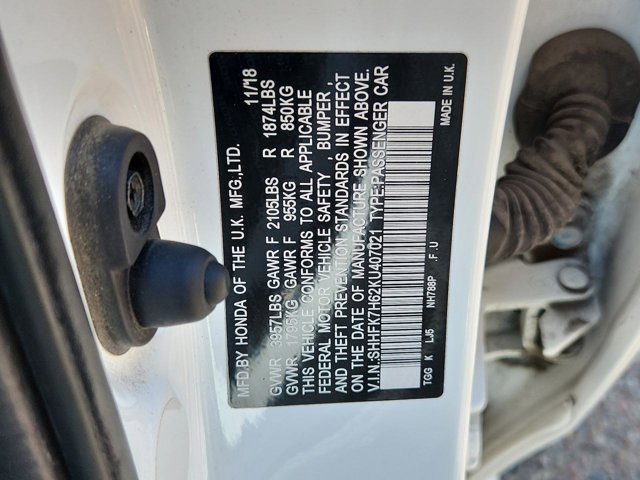 MFD.BY HONDA OF THE U.K. MFG.,LTD. 11/18
GVWR 3957LBS GAWR F 2105LBS R 1874LBS
GVWR 1795KG GAWR F 955KG R 850KG
THIS VEHICLE CONFORMS TO ALL APPLICABLE
FEDERAL MOTOR VEHICLE SAFETY , BUMPER ,
AND THEFT PREVENTION STANDARDS IN EFFECT
ON THE DATE OF MANUFACTURE SHOWN ABOVE.
V.I.N.:SHHFK7H62KU407021 TYPE:PASSENGER CAR
TGG K LJ5 NH788P .F.U MADE IN U.K.